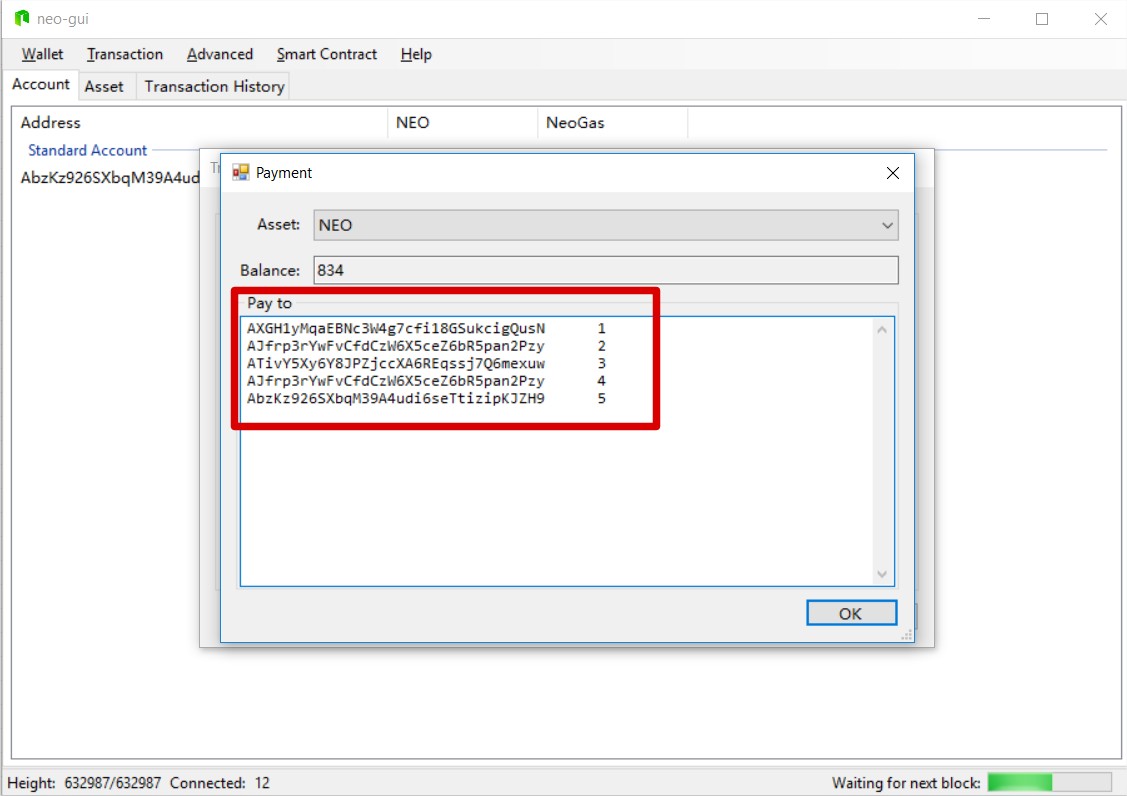 neo-gui
Wallet Transaction Advanced Smart Contract Help
Account Asset Transaction History
Address NEO NeoGas
Standard Account
AbzKz926SXbqM39A4ud
Tr
Payment
Asset: NEO
Balance: 834
Pay to
AXGH1yMqaEBNc3W4g7cfi18GSukcigQusN 1
AJfrp3rYwFvCfdCzW6X5ceZ6bR5pan2Pzy 2
ATivY5Xy6Y8JPZjccXA6REqssj7Q6mexuw 3
AJfrp3rYwFvCfdCzW6X5ceZ6bR5pan2Pzy 4
AbzKz926SXbqM39A4udi6seTtizipKJZH9 5
OK
Height: 632987/632987 Connected: 12 Waiting for next block: